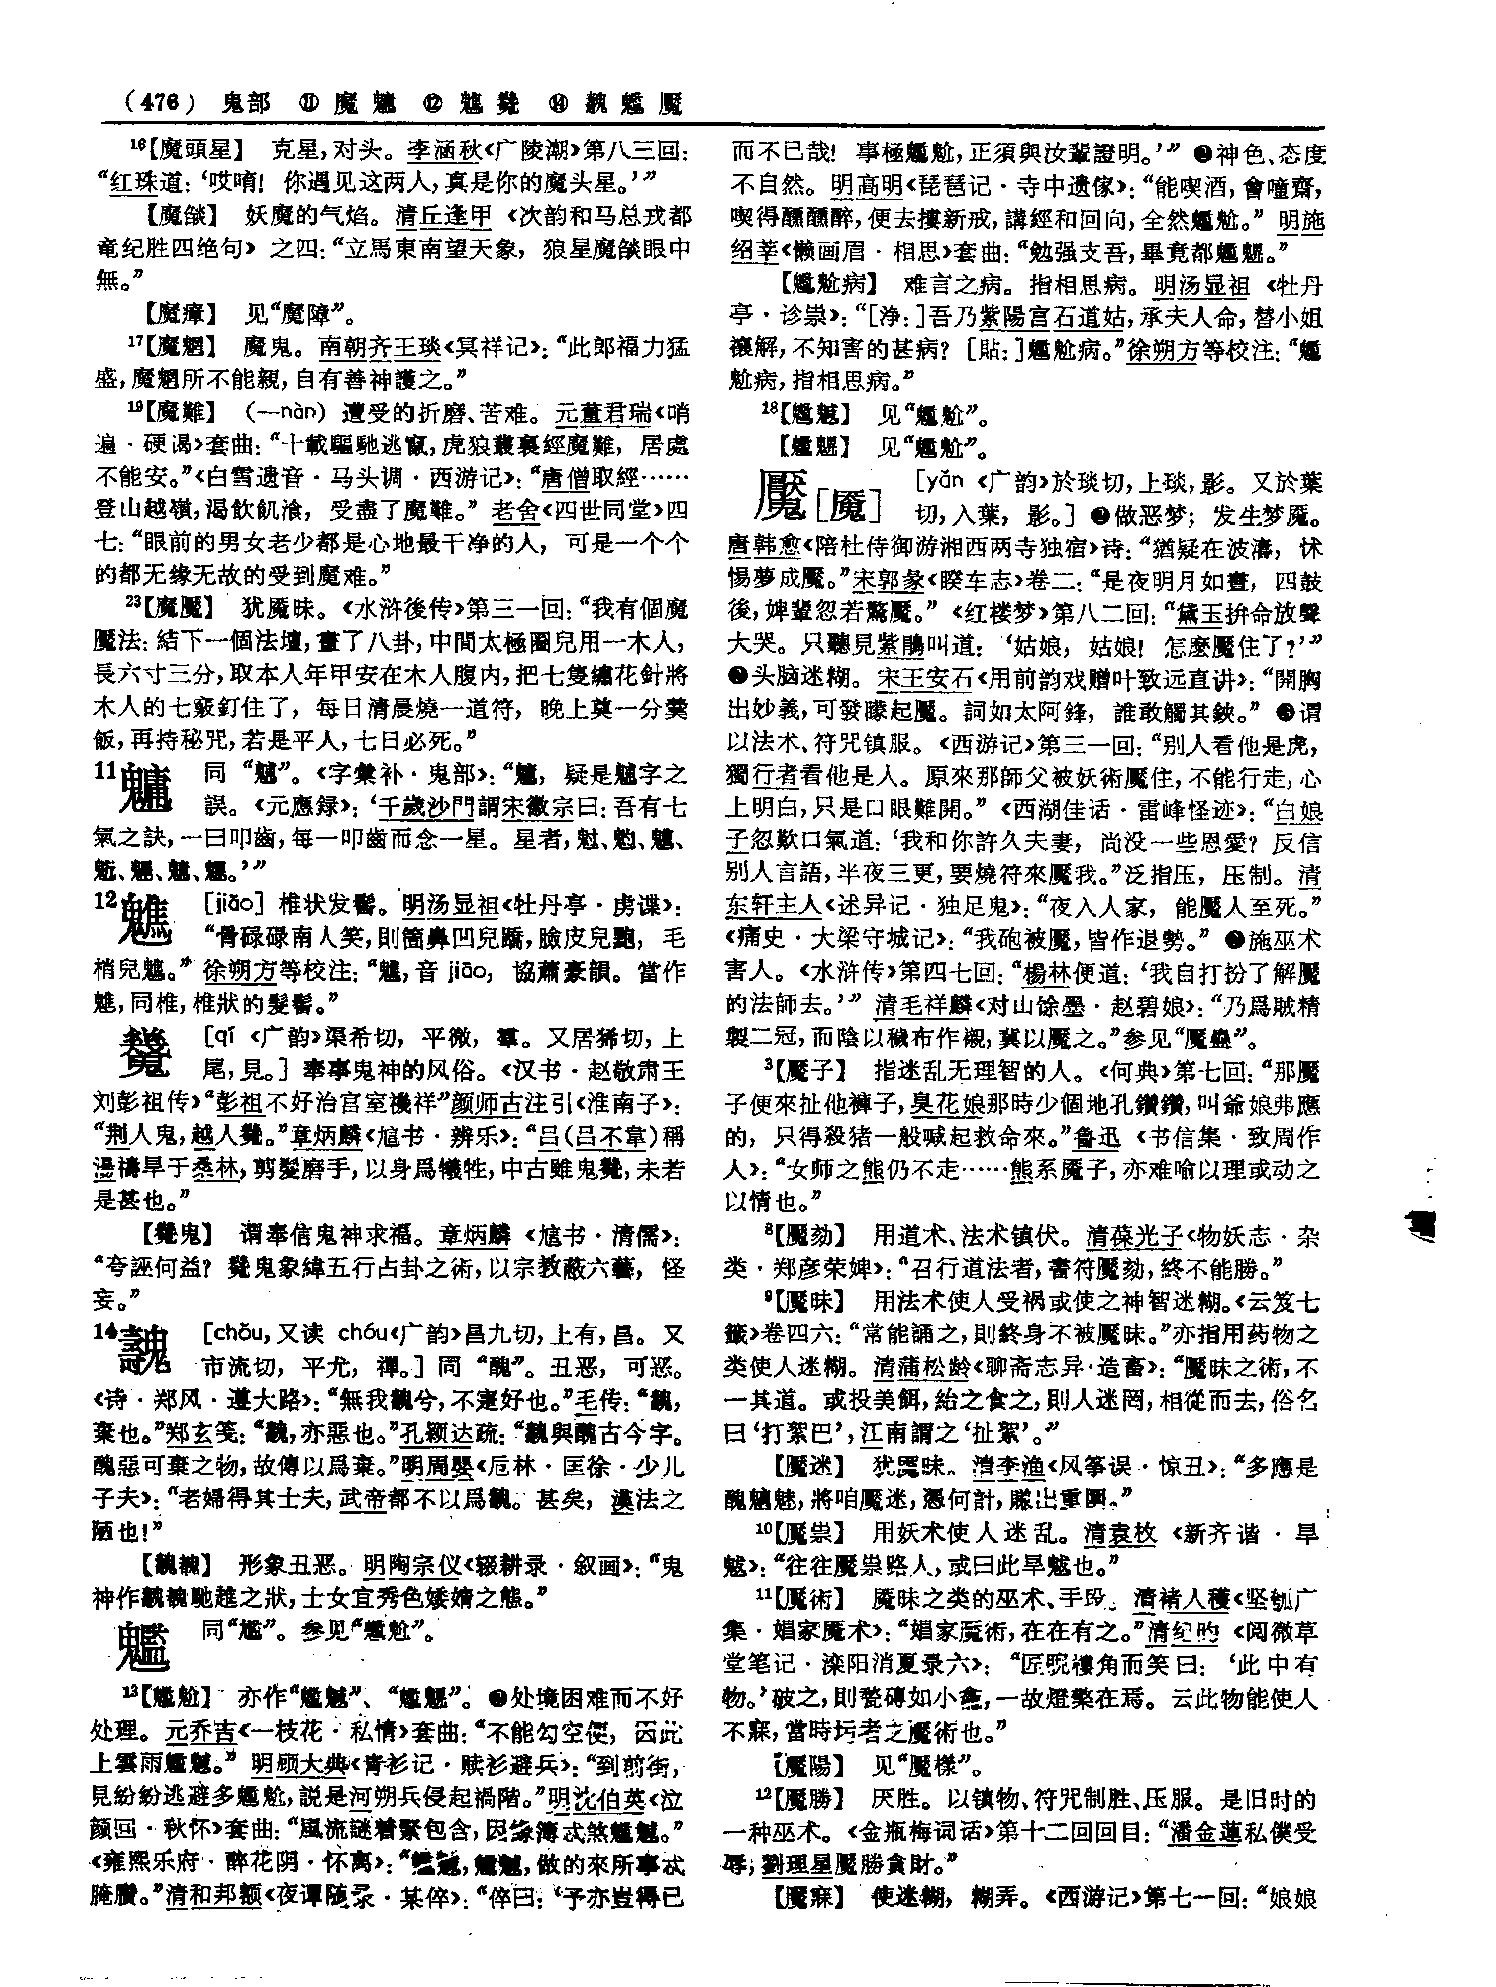 (476) 鬼部 ⑪魔 ⑫魋鬾 ⑭魗 魘
¹⁶【魔頭星】 克星,对头。李涵秋《广陵潮》第八三回:
“红珠道:‘哎唷!你遇见这两人,真是你的魔头星。’”
【魔燄】 妖魔的气焰。清丘逢甲《次韵和马总戎都
竜纪胜四绝句》之四:“立馬東南望天象,狼星魔燄眼中
無。”
【魔瘴】 见“魔障”。
¹⁷【魔魍】 魔鬼。南朝齐王琰《冥祥记》:“此郎福力猛
盛,魔魍所不能親,自有善神護之。”
¹⁹【魔難】 (—nàn)遭受的折磨、苦难。元董君瑞《哨
遍·硬谒》套曲:“十載驅馳逃竄,虎狼叢裏經魔難,居處
不能安。”《白雪遗音·马头调·西游记》:“唐僧取經……
登山越嶺,渴飲飢湌,受盡了魔難。”老舍《四世同堂》四
七:“眼前的男女老少都是心地最干净的人,可是一个个
的都无缘无故的受到魔难。”
²³【魔魘】 犹魇昧。《水浒後传》第三一回:“我有個魔
魘法:結下一個法壇,畫了八卦,中間太極圈兒用一木人,
長六寸三分,取本人年甲安在木人腹内,把七隻繡花針將
木人的七竅釘住了,每日清晨燒一道符,晚上奠一分羹
飯,再持秘咒,若是平人,七日必死。”
11 同“”。《字彙补·鬼部》:“,疑是字之
誤。《元應録》:‘千歲沙門謂宋徽宗曰:吾有七
氣之訣,一曰叩齒,每一叩齒而念一星。星者,
’”
12 [jiāo] 椎状发髻。明汤显祖《牡丹亭·虏谍》:
“骨碌碌南人笑,則箇鼻凹兒蹻,臉皮兒皰,毛
梢兒魋。”徐朔方等校注:“魋,音jiāo,協蕭豪韻。當作
魋,同椎,椎狀的髮髻。”
[qí《广韵》渠希切,平微,羣。又居狶切,上
尾,見。]奉事鬼神的风俗。《汉书·赵敬肃王
刘彭祖传》“彭祖不好治宫室禨祥”颜师古注引《淮南子》:
“荆人鬼,越人。”章炳麟《訄书·辨乐》:“吕(吕不韋)稱
湯禱旱于桑林,剪髮磨手,以身爲犧牲,中古雖鬼,未若
是甚也。”
【鬼】 谓奉信鬼神求福。章炳麟《訄书·清儒》:
“夸誣何益?鬼象緯五行占卦之術,以宗教蔽六藝,怪
妄。”
14魗 [chǒu,又读chóu《广韵》昌九切,上有,昌。又
市流切,平尤,禪。]同“醜”。丑恶,可恶。
《诗·郑风·遵大路》:“無我魗兮,不寁好也。”毛传:“魗,
棄也。”郑玄笺:“魗,亦惡也。”孔颖达疏:“魗與醜古今字。
醜惡可棄之物,故傳以爲棄。”明周婴《卮林·匡徐·少儿
子夫》:“老婦得其士夫,武帝都不以爲魗。甚矣,漢法之
陋也!”
【魗】 形象丑恶。明陶宗仪《辍耕录·叙画》:“鬼
神作魗馳趡之狀,士女宜秀色婑媠之態。”
同“尷”。参见“尬”。
¹³【尬】 亦作“”、“”。❶处境困难而不好
处理。元乔吉《一枝花·私情》套曲:“不能勾空便,因此
上雲雨。”明顾大典《青衫记·赎衫避兵》:“到前街,
見紛紛逃避多尬,説是河朔兵侵起禍階。”明沈伯英《泣
颜回·秋怀》套曲:“風流謎着緊包含,因缘簿忒煞。”
《雍熙乐府·醉花阴·怀离》:“,,做的來所事忒
腌臢。”清和邦额《夜谭随录·某倅》:“倅曰:‘予亦豈得已
而不已哉!事極尬,正須與汝輩證明。’”❷神色、态度
不自然。明高明《琵琶记·寺中遗像》:“能喫酒,會噇齋,
喫得醺醺醉,便去摟新戒,講經和回向,全然尬。”明施
绍莘《懒画眉·相思》套曲:“勉强支吾,畢竟都。”
【尬病】 难言之病。指相思病。明汤显祖《牡丹
亭·诊祟》:“[净:]吾乃紫陽宫石道姑,承夫人命,替小姐
禳解,不知害的甚病?[貼:]尬病。”徐朔方等校注:“
尬病,指相思病。”
¹⁸【】 见“尬”。
【】 见“尬”。
魘[魇] [yǎn《广韵》於琰切,上琰,影。又於葉
切,入葉,影。]❶做恶梦;发生梦魇。
唐韩愈《陪杜侍御游湘西两寺独宿》诗:“猶疑在波濤,怵
惕夢成魘。”宋郭彖《睽车志》卷二:“是夜明月如晝,四鼓
後,婢輩忽若驚魘。”《红楼梦》第八二回:“黛玉拚命放聲
大哭。只聽見紫鵑叫道:‘姑娘,姑娘!怎麽魘住了?’”
❷头脑迷糊。宋王安石《用前韵戏赠叶致远直讲》:“開胸
出妙義,可發矇起魘。詞如太阿鋒,誰敢觸其鋏。”❸谓
以法术、符咒镇服。《西游记》第三一回:“别人看他是虎,
獨行者看他是人。原來那師父被妖術魘住,不能行走,心
上明白,只是口眼難開。”《西湖佳话·雷峰怪迹》:“白娘
子忽歎口氣道:‘我和你許久夫妻,尚没一些恩愛?反信
别人言語,半夜三更,要燒符來魘我。”泛指压,压制。清
东轩主人《述异记·独足鬼》:“夜入人家,能魘人至死。”
《痛史·大梁守城记》:“我砲被魘,皆作退勢。”❹施巫术
害人。《水浒传》第四七回:“楊林便道:‘我自打扮了解魘
的法師去。’”清毛祥麟《对山馀墨·赵碧娘》:“乃爲賊精
製二冠,而陰以穢布作襯,冀以魘之。”参见“魘蠱”。
³【魘子】 指迷乱无理智的人。《何典》第七回:“那魘
子便來扯他褲子,臭花娘那時少個地孔鑽鑽,叫爺娘弗應
的,只得殺猪一般喊起救命來。”鲁迅《书信集·致周作
人》:“女师之熊仍不走……熊系魇子,亦难喻以理或动之
以情也。”
⁸【魘劾】 用道术、法术镇伏。清葆光子《物妖志·杂
类·郑彦荣婢》:“召行道法者,書符魘劾,終不能勝。”
⁹【魘昧】 用法术使人受祸或使之神智迷糊。《云笈七
籤》卷四六:“常能誦之,則終身不被魘昧。”亦指用药物之
类使人迷糊。清蒲松龄《聊斋志异·造畜》:“魘昧之術,不
一其道。或投美餌,紿之食之,則人迷罔,相從而去,俗名
曰‘打絮巴’,江南謂之‘扯絮’。”
【魘迷】 犹魘昧。清李渔《风筝误·惊丑》:“多應是
醜魑魅,將咱魘迷,憑何計,賺出重圍。”
¹⁰【魘祟】 用妖术使人迷乱。清袁枚《新齐谐·旱
魃》:“往往魘祟路人,或曰此旱魃也。”
¹¹【魘術】 魇昧之类的巫术、手段。清褚人穫《坚瓠广
集·娼家魇术》:“娼家魘術,在在有之。”清纪昀《阅微草
堂笔记·滦阳消夏录六》:“匠睨樓角而笑曰:‘此中有
物。’破之,則甃磚如小龕,一故燈檠在焉。云此物能使人
不寐,當時圬者之魘術也。”
【魘陽】 见“魘樣”。
¹²【魘勝】 厌胜。以镇物、符咒制胜、压服。是旧时的
一种巫术。《金瓶梅词话》第十二回回目:“潘金蓮私僕受
辱;劉理星魘勝貪財。”
【魘寐】 使迷糊,糊弄。《西游记》第七一回:“娘娘